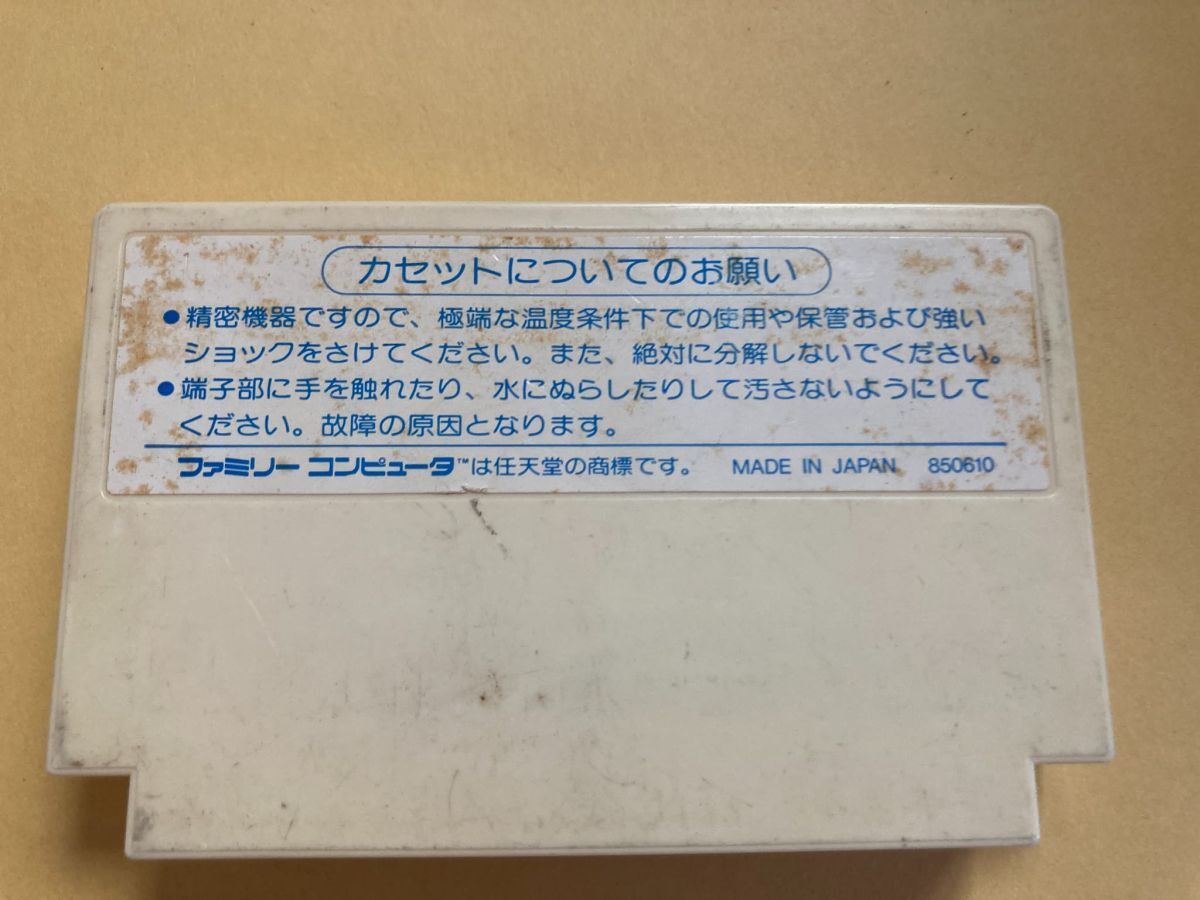 カセットについてのお願い
●精密機器ですので、極端な温度条件下での使用や保管および強い
ショックをさけてください。また、絶対に分解しないでください。
●端子部に手を触れたり、水にぬらしたりして汚さないようにして
ください。故障の原因となります。
ファミリー コンピュータ™は任天堂の商標です。 MADE IN JAPAN 850610